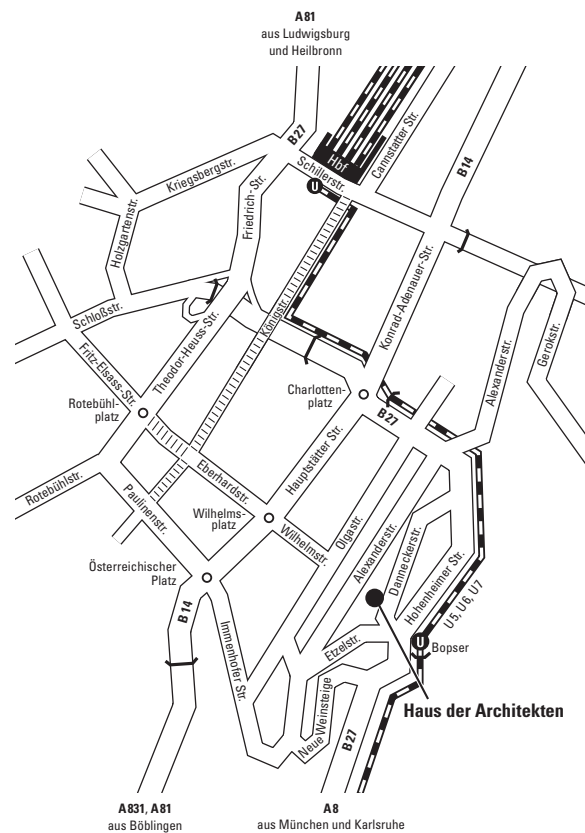 A81
aus Ludwigsburg
und Heilbronn
B27
Hbf
Cannstatter Str.
B14
Schillerstr.
U
Kriegsbergstr.
Friedrich-Str.
Holzgartenstr.
Königstr.
Konrad-Adenauer-Str.
Schloßstr.
Theodor-Heuss-Str.
Fritz-Elsass-Str.
Alexanderstr.
Gerokstr.
Rotebühl-
platz
Charlotten-
platz
B27
Hauptstätter Str.
Eberhardstr.
Rotebühlstr.
Paulinenstr.
Wilhelms-
platz
Wilhelmstr.
Olgastr.
Alexanderstr.
Danneckerstr.
Hohenheimer Str.
U5, U6, U7
Österreichischer
Platz
B14
Immenhofer Str.
Etzelstr.
U
Bopser
Neue Weinsteige
B27
Haus der Architekten
A831, A81
aus Böblingen
A8
aus München und Karlsruhe